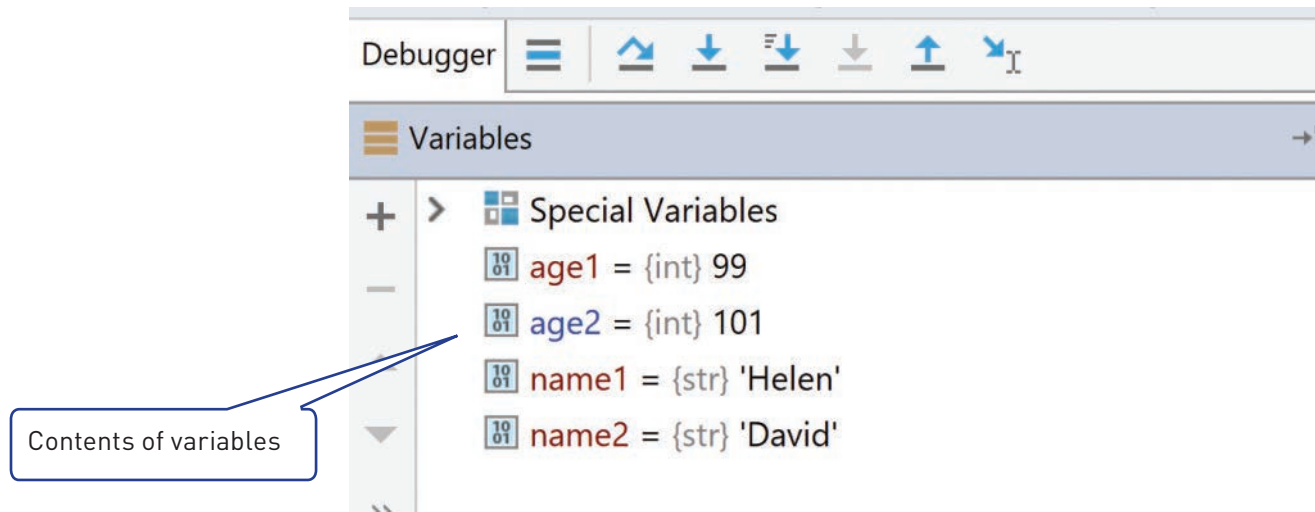 Debugger
Variables
Special Variables
age1 = {int} 99
age2 = {int} 101
name1 = {str} 'Helen'
name2 = {str} 'David'
Contents of variables